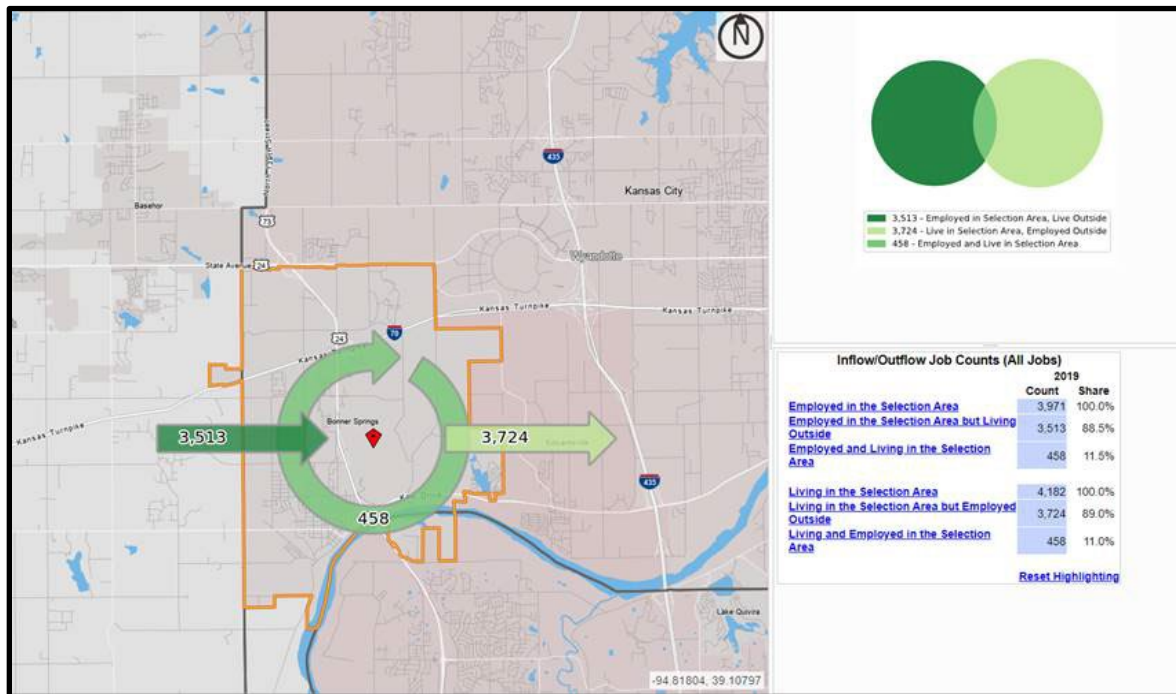 N
435
Kansas City
Basehor
73
Wyandotte
State Avenue
24
Kansas Turnpike
Kansas Turnpike
70
24
Bonner Springs
Kansas Turnpike
3,513
3,724
458
435
Lake Quivira
-94.81804, 39.10797
3,513 - Employed in Selection Area, Live Outside
3,724 - Live in Selection Area, Employed Outside
458 - Employed and Live in Selection Area
Inflow/Outflow Job Counts (All Jobs)
2019
Count Share
Employed in the Selection Area 3,971 100.0%
Employed in the Selection Area but Living
Outside 3,513 88.5%
Employed and Living in the Selection
Area 458 11.5%
Living in the Selection Area 4,182 100.0%
Living in the Selection Area but Employed
Outside 3,724 89.0%
Living and Employed in the Selection
Area 458 11.0%
Reset Highlighting